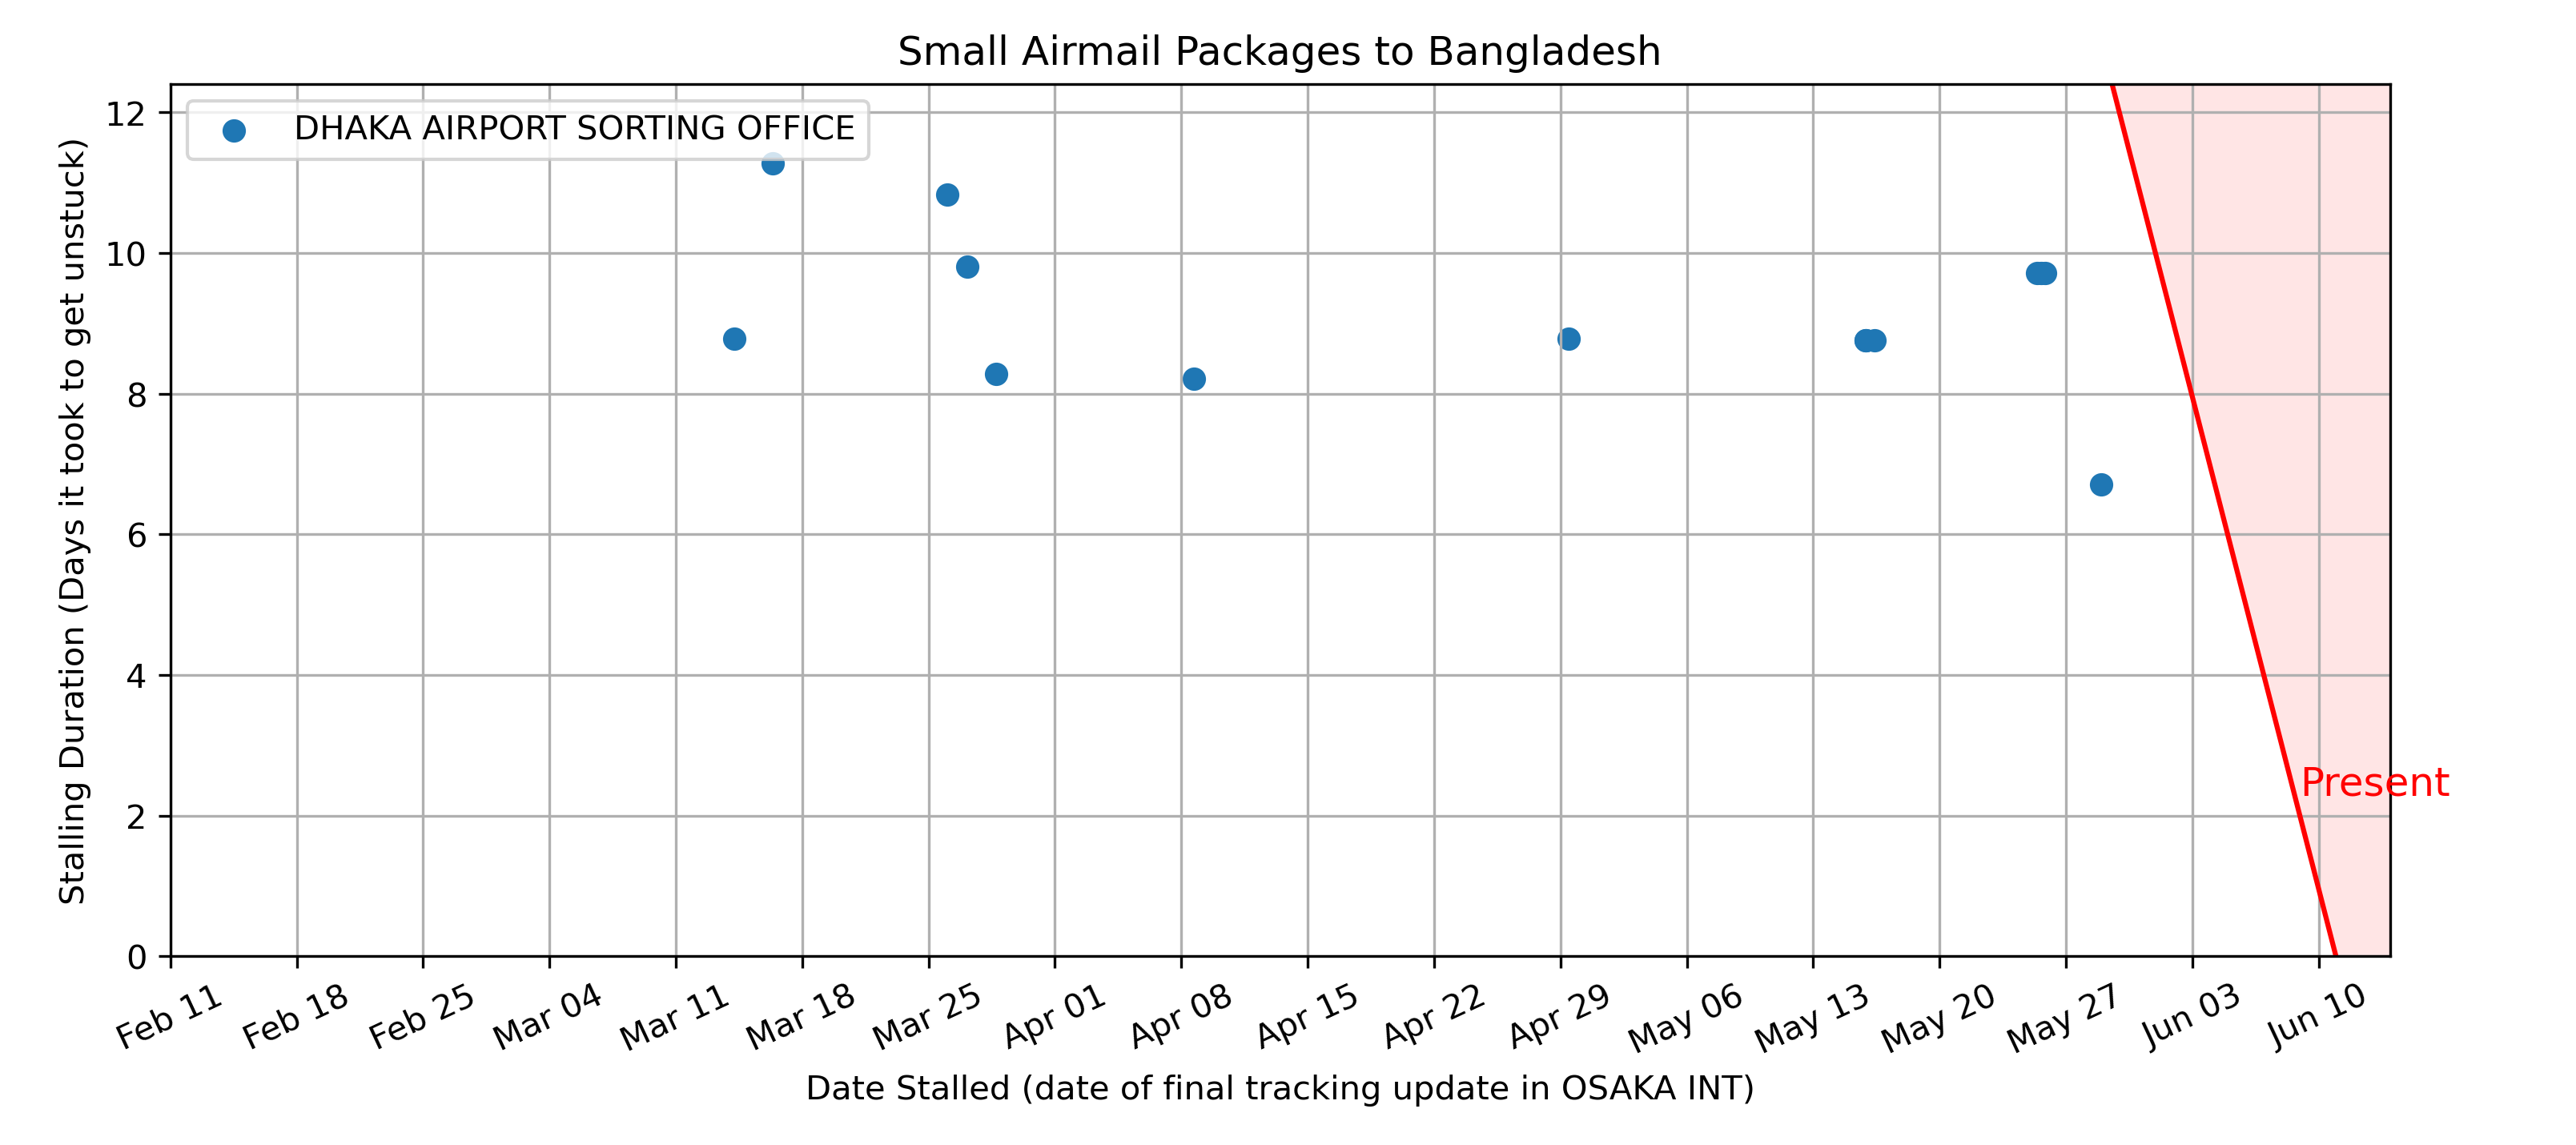 Small Airmail Packages to Bangladesh
DHAKA AIRPORT SORTING OFFICE
Stalling Duration (Days it took to get unstuck)
12
10
8
6
4
2
0
Present
Feb 11
Feb 18
Feb 25
Mar 04
Mar 11
Mar 18
Mar 25
Apr 01
Apr 08
Apr 15
Apr 22
Apr 29
May 06
May 13
May 20
May 27
Jun 03
Jun 10
Date Stalled (date of final tracking update in OSAKA INT)